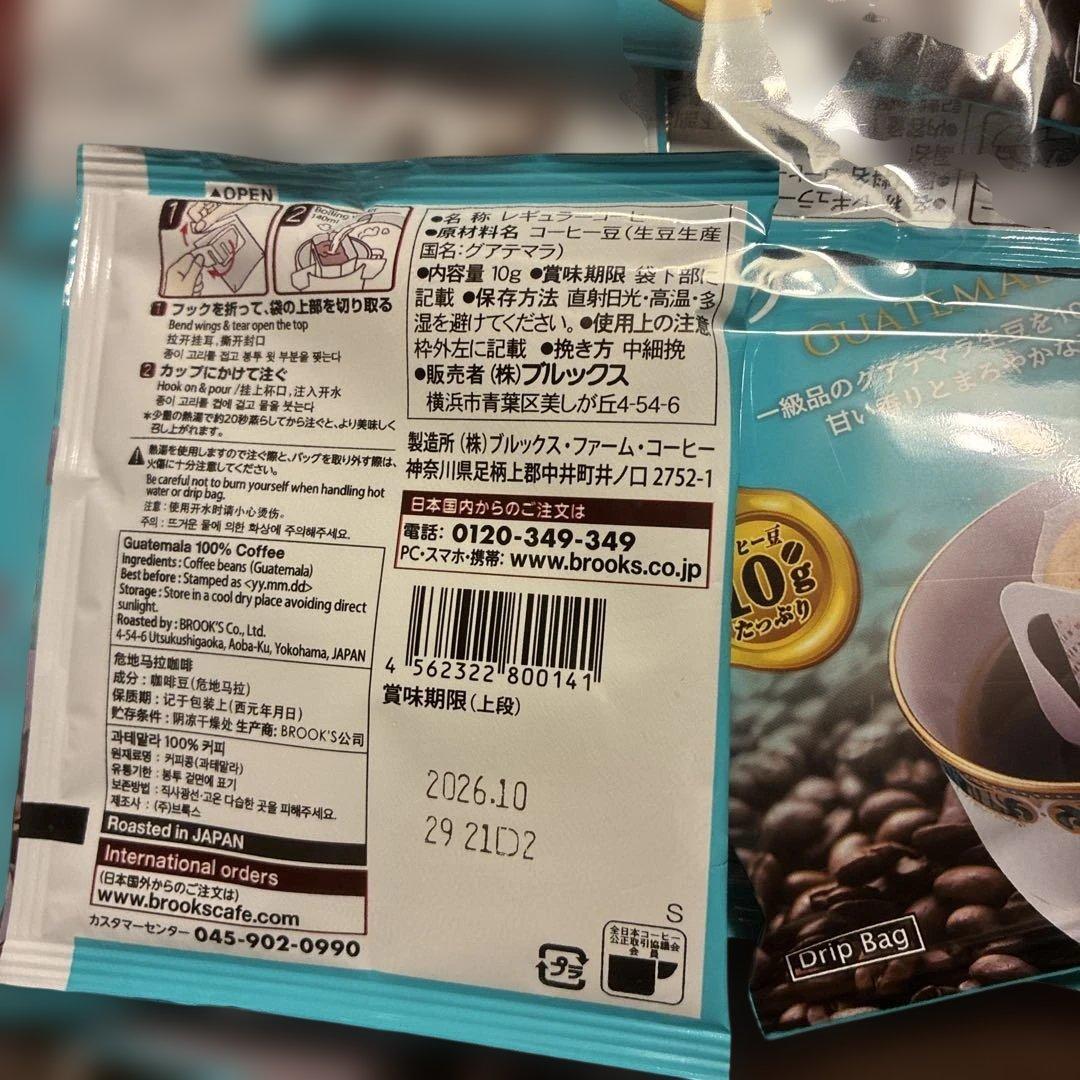 ▲OPEN
1
2
Boiling
140ml
1 フックを折って、袋の上部を切り取る
Bend wings & tear open the top
拉开挂耳,撕开封口
종이 고리를 접고 봉투 윗 부분을 찢는다
2 カップにかけて注ぐ
Hook on & pour /挂上杯口,注入开水
종이 고리를 컵에 걸고 물을 붓는다
*少量の熱湯で約20秒蒸らしてから注ぐと、より美味しく
召し上がれます。
熱湯を使用しますので注ぐ際と、バッグを取り外す際は、
火傷に十分注意してください。
Be careful not to burn yourself when handling hot
water or drip bag.
注意:使用开水时请小心烫伤。
주의 : 뜨거운 물에 의한 화상에 주의해주세요.
Guatemala 100% Coffee
Ingredients : Coffee beans (Guatemala)
Best before : Stamped as <yy.mm.dd>
Storage : Store in a cool dry place avoiding direct
sunlight.
Roasted by : BROOK'S Co., Ltd.
4-54-6 Utsukushigaoka, Aoba-Ku, Yokohama, JAPAN
危地马拉咖啡
成分:咖啡豆(危地马拉)
保质期:记于包装上(西元年月日)
贮存条件:阴凉干燥处 生产商:BROOK'S公司
과테말라 100% 커피
원재료명 : 커피콩(과테말라)
유통기한 : 봉투 겉면에 표기
보존방법 : 직사광선·고온 다습한 곳을 피해주세요.
제조사 : (주)브룩스
Roasted in JAPAN
International orders
(日本国外からのご注文は)
www.brookscafe.com
カスタマーセンター 045-902-0990
●名 称 レギュラーコーヒー
●原材料名 コーヒー豆(生豆生産
国名:グアテマラ)
●内容量 10g ●賞味期限 袋下部に
記載 ●保存方法 直射日光・高温・多
湿を避けてください。●使用上の注意
枠外左に記載 ●挽き方 中細挽
●販売者 (株)ブルックス
横浜市青葉区美しが丘4-54-6
製造所 (株)ブルックス・ファーム・コーヒー
神奈川県足柄上郡中井町井ノ口 2752-1
日本国内からのご注文は
電話: 0120-349-349
PC・スマホ・携帯: www.brooks.co.jp
4 562322 800141
賞味期限(上段)
2026.10
29 21D2
S
プラ
全日本コーヒー
公正取引協議会
会員
GUATEMA
一級品のグアテマラ生豆を10
甘い香りとまろやかな
ヒー豆
10g
たっぷり
Drip Bag